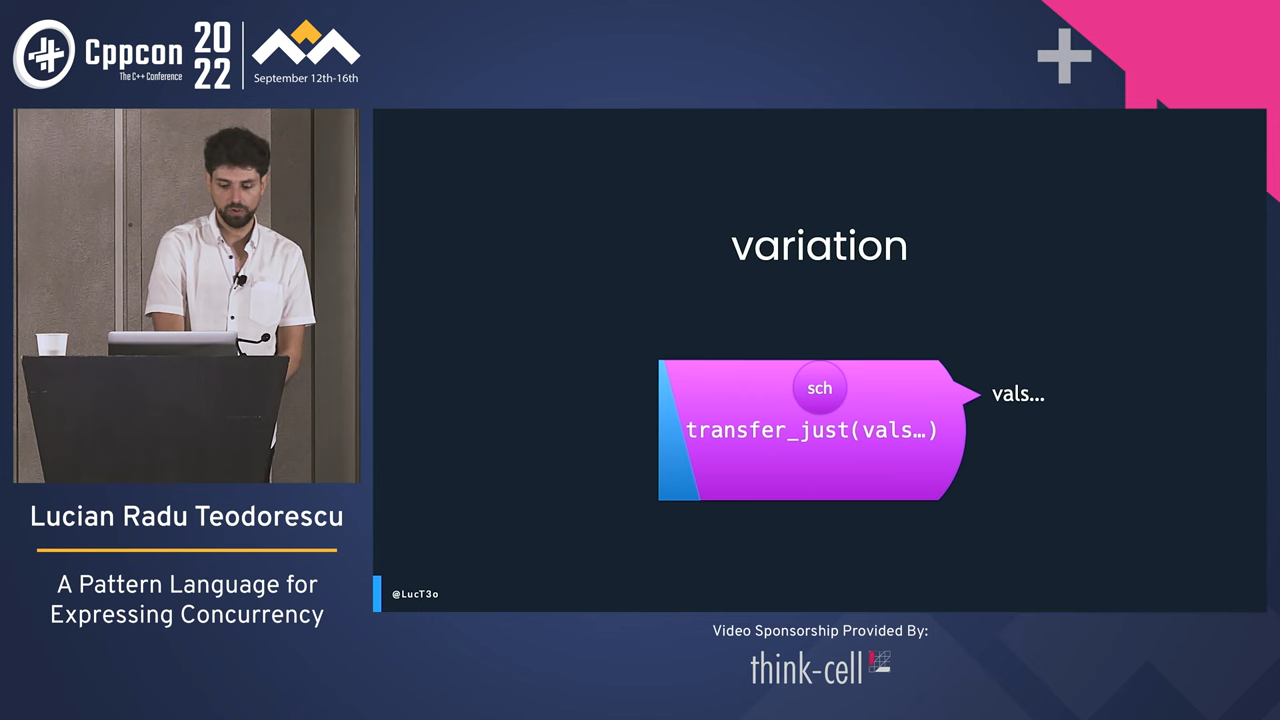 Cppcon
The C++ Conference
20
22
September 12th-16th
variation
sch
transfer_just(vals…)
vals...
@LucT3o
Lucian Radu Teodorescu
A Pattern Language for
Expressing Concurrency
Video Sponsorship Provided By:
think-cell